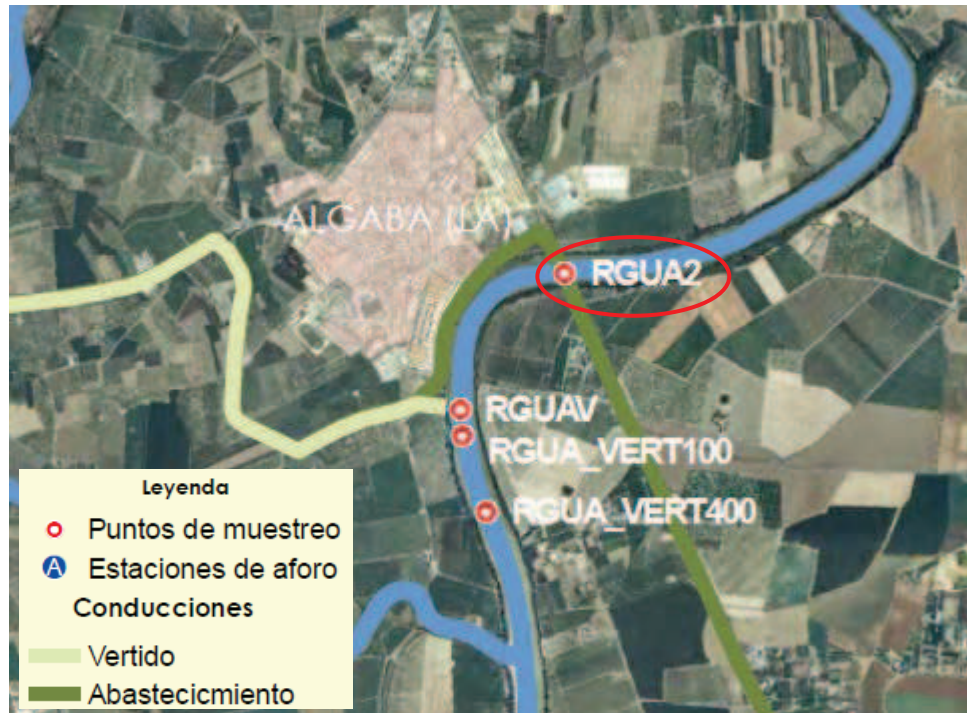 ALGABA (LA)
RGUA2
RGUAV
RGUA_VERT100
RGUA_VERT400
Leyenda
Puntos de muestreo
A Estaciones de aforo
Conducciones
Vertido
Abastecicmiento